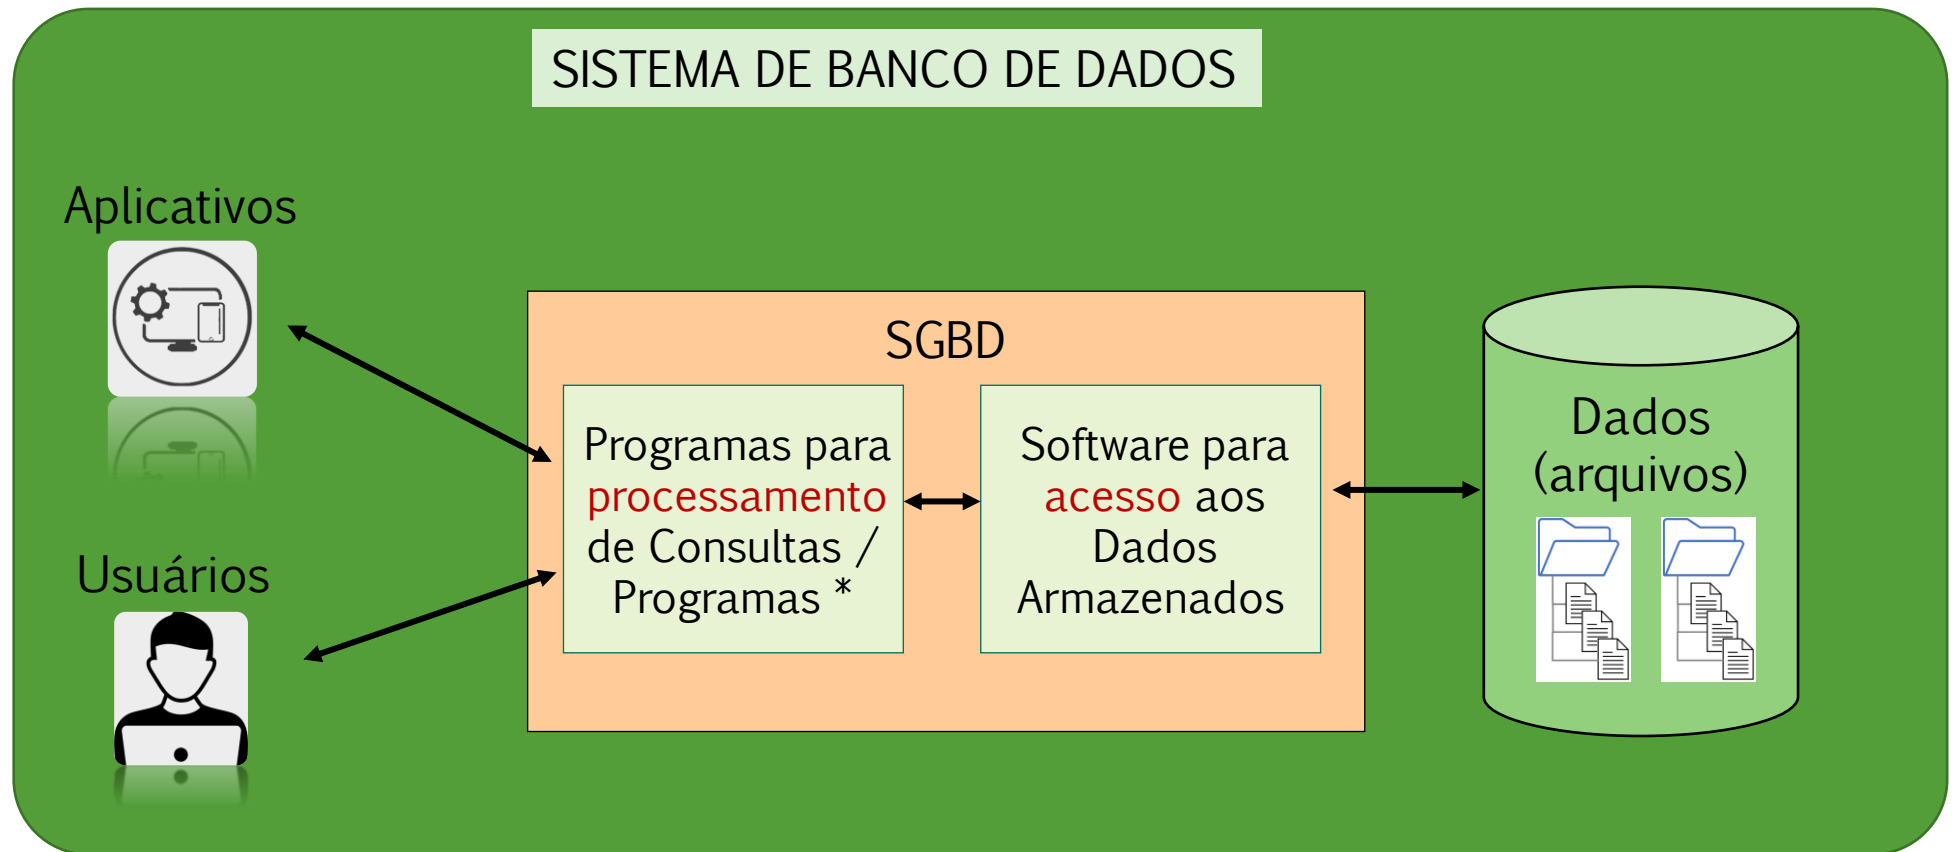 SISTEMA DE BANCO DE DADOS
Aplicativos
Usuários
SGBD
Programas para
processamento
de Consultas /
Programas *
Software para
acesso aos
Dados
Armazenados
Dados
(arquivos)